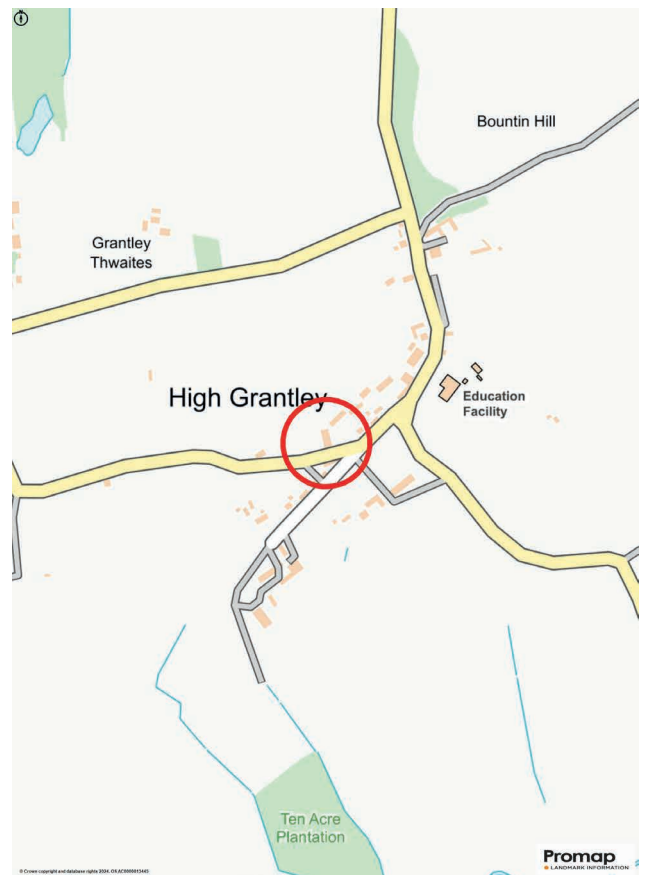 Bountin Hill
Grantley
Thwaites
High Grantley
Education
Facility
Ten Acre
Plantation
Promap
LANDMARK INFORMATION